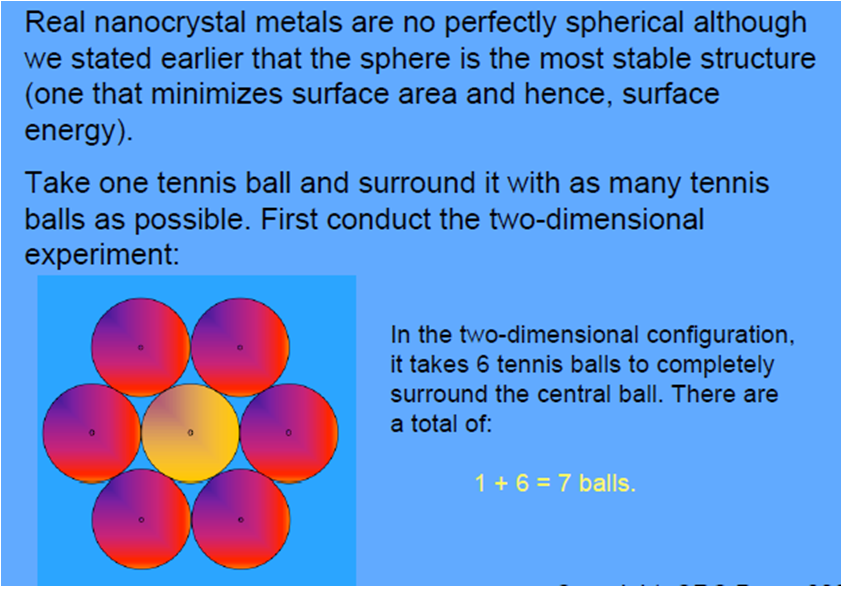 Real nanocrystal metals are no perfectly spherical although
we stated earlier that the sphere is the most stable structure
(one that minimizes surface area and hence, surface
energy).
Take one tennis ball and surround it with as many tennis
balls as possible. First conduct the two-dimensional
experiment:
In the two-dimensional configuration,
it takes 6 tennis balls to completely
surround the central ball. There are
a total of:
1 + 6 = 7 balls.